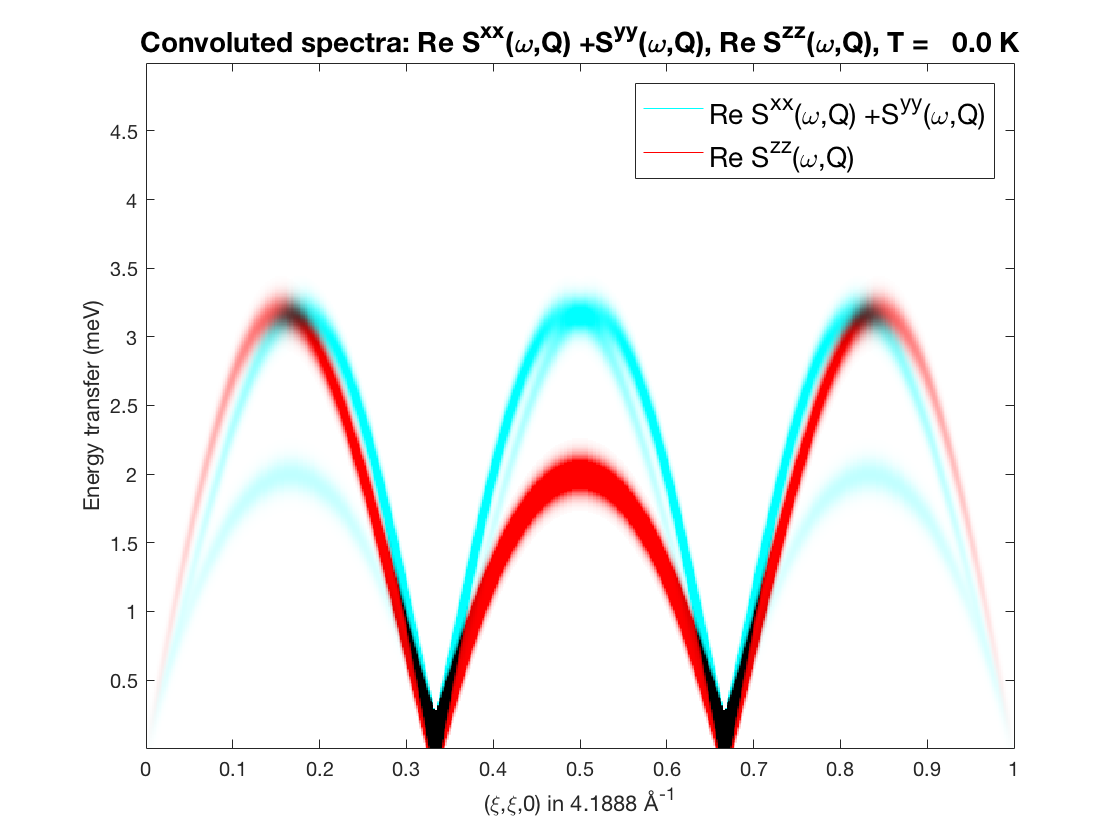 Convoluted spectra: Re S^xx(ω,Q) +S^yy(ω,Q), Re S^zz(ω,Q), T =   0.0 K
Re S^xx(ω,Q) +S^yy(ω,Q)
Re S^zz(ω,Q)
Energy transfer (meV)
4.5
4
3.5
3
2.5
2
1.5
1
0.5
0 0.1 0.2 0.3 0.4 0.5 0.6 0.7 0.8 0.9 1
(ξ,ξ,0) in 4.1888 Å^-1